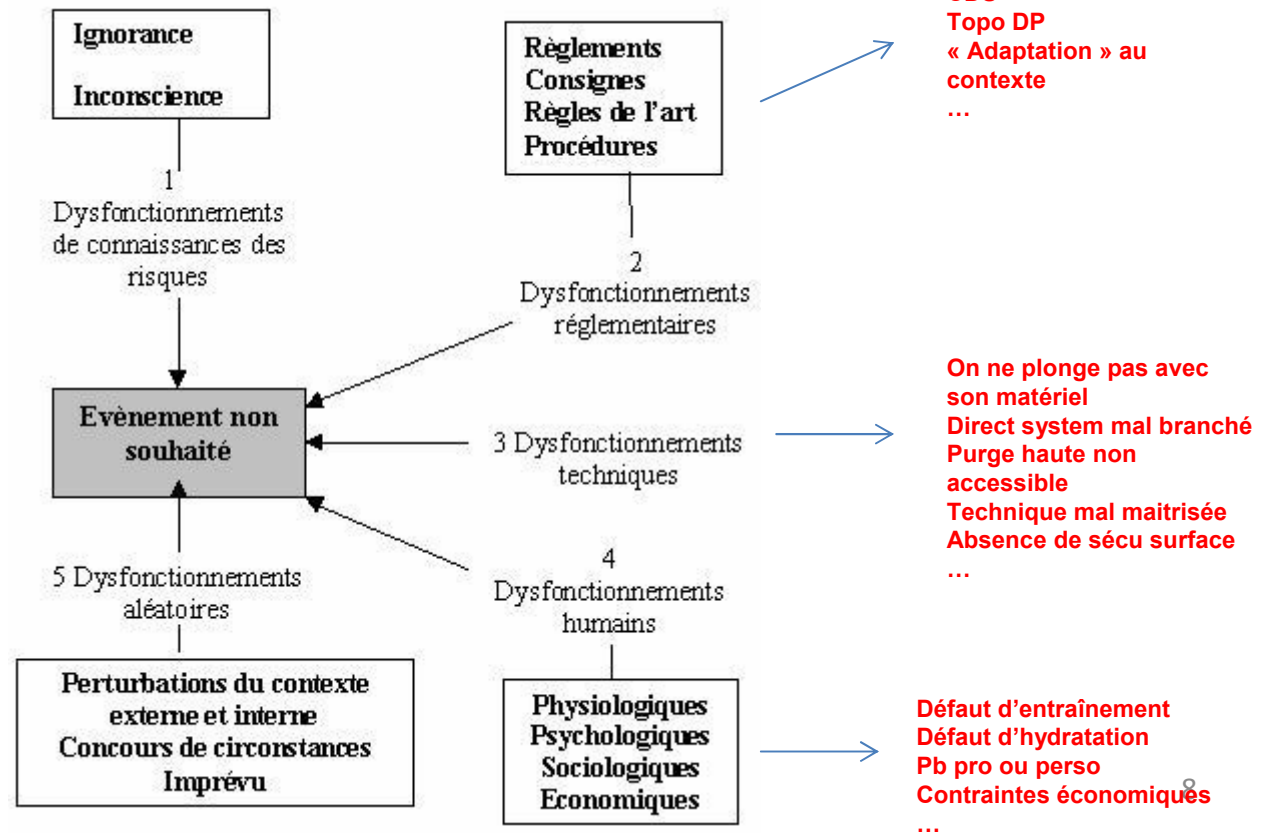 Ignorance
Inconscience
Règlements
Consignes
Règles de l'art
Procédures
Topo DP
« Adaptation » au
contexte
…
1
Dysfonctionnements
de connaissances des
risques
2
Dysfonctionnements
réglementaires
Evènement non
souhaité
3 Dysfonctionnements
techniques
On ne plonge pas avec
son matériel
Direct system mal branché
Purge haute non
accessible
Technique mal maitrisée
Absence de sécu surface
…
5 Dysfonctionnements
aléatoires
4
Dysfonctionnements
humains
Perturbations du contexte
externe et interne
Concours de circonstances
Imprévu
Physiologiques
Psychologiques
Sociologiques
Economiques
Défaut d'entraînement
Défaut d'hydratation
Pb pro ou perso
Contraintes économiques
…
8